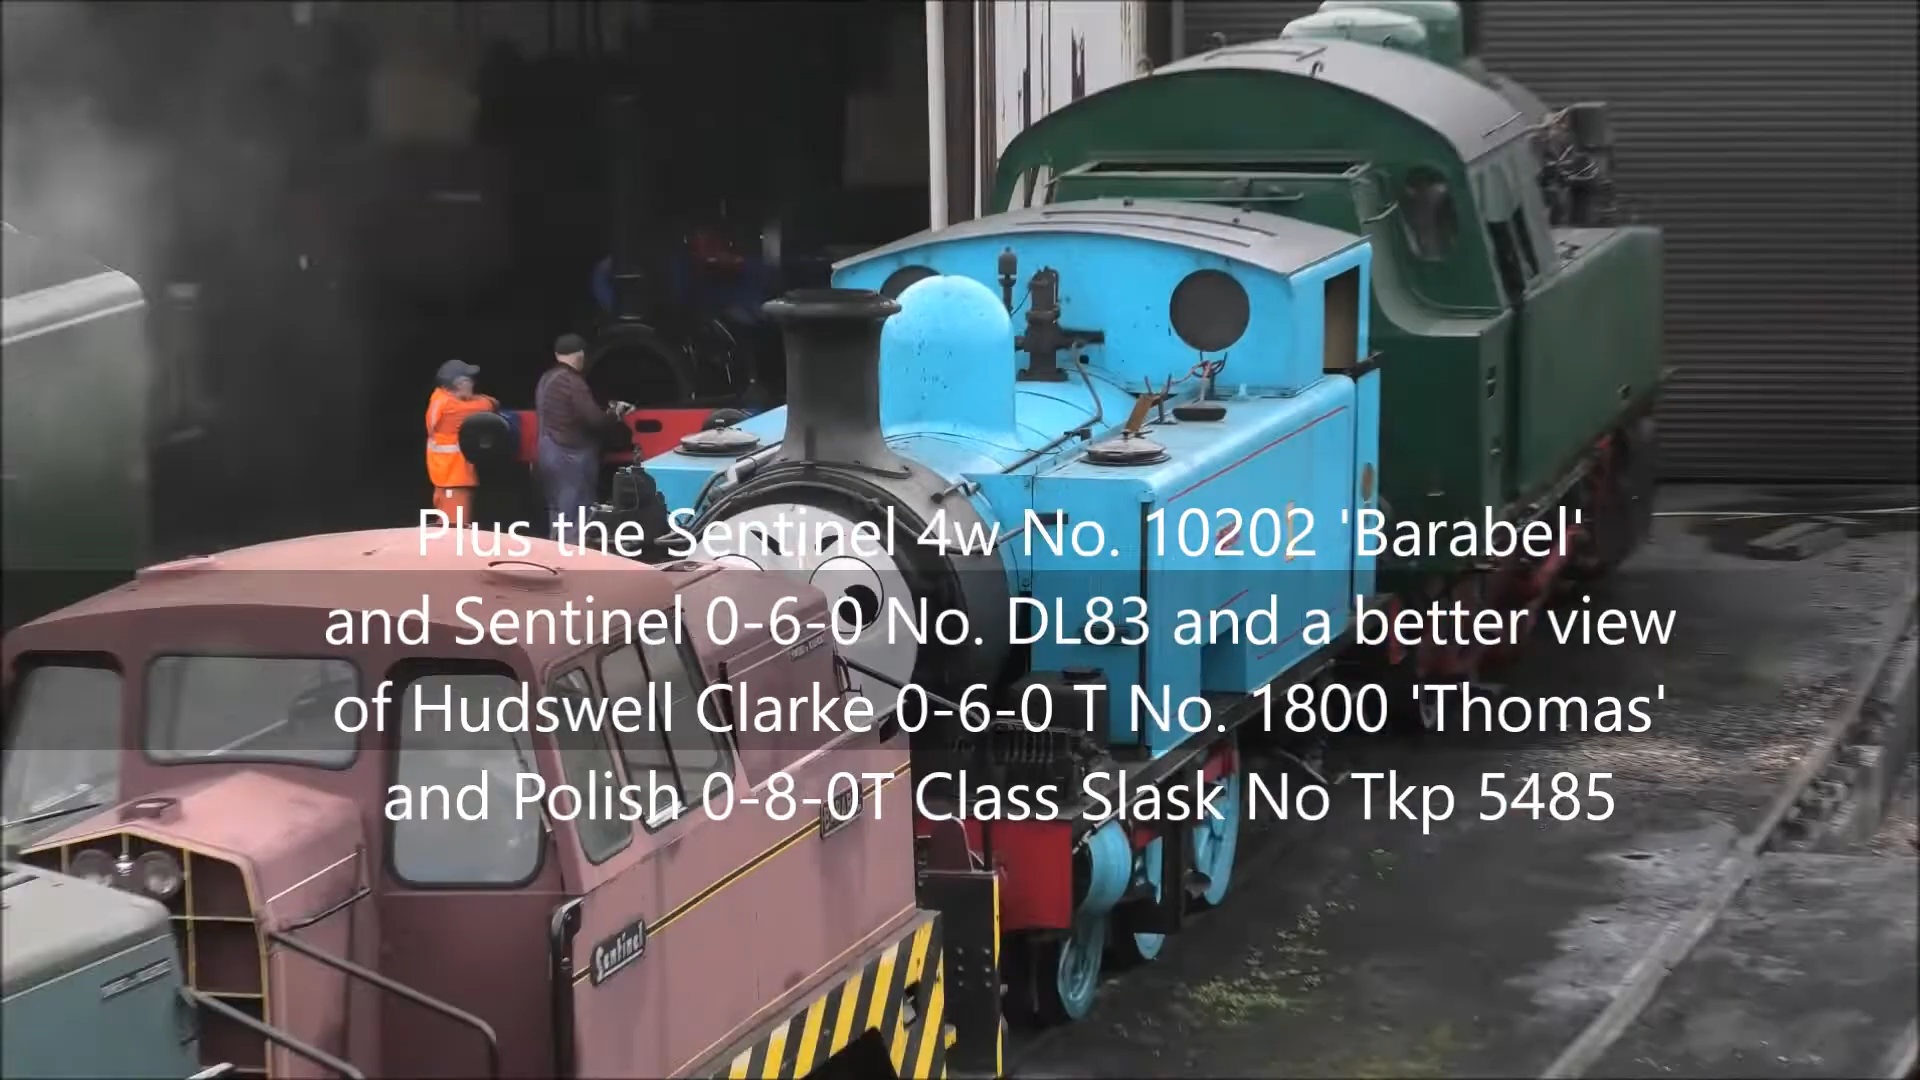 Plus the Sentinel 4w No. 10202 'Barabel'
and Sentinel 0-6-0 No. DL83 and a better view
of Hudswell Clarke 0-6-0 T No. 1800 'Thomas'
and Polish 0-8-0T Class Slask No Tkp 5485
Sentinel